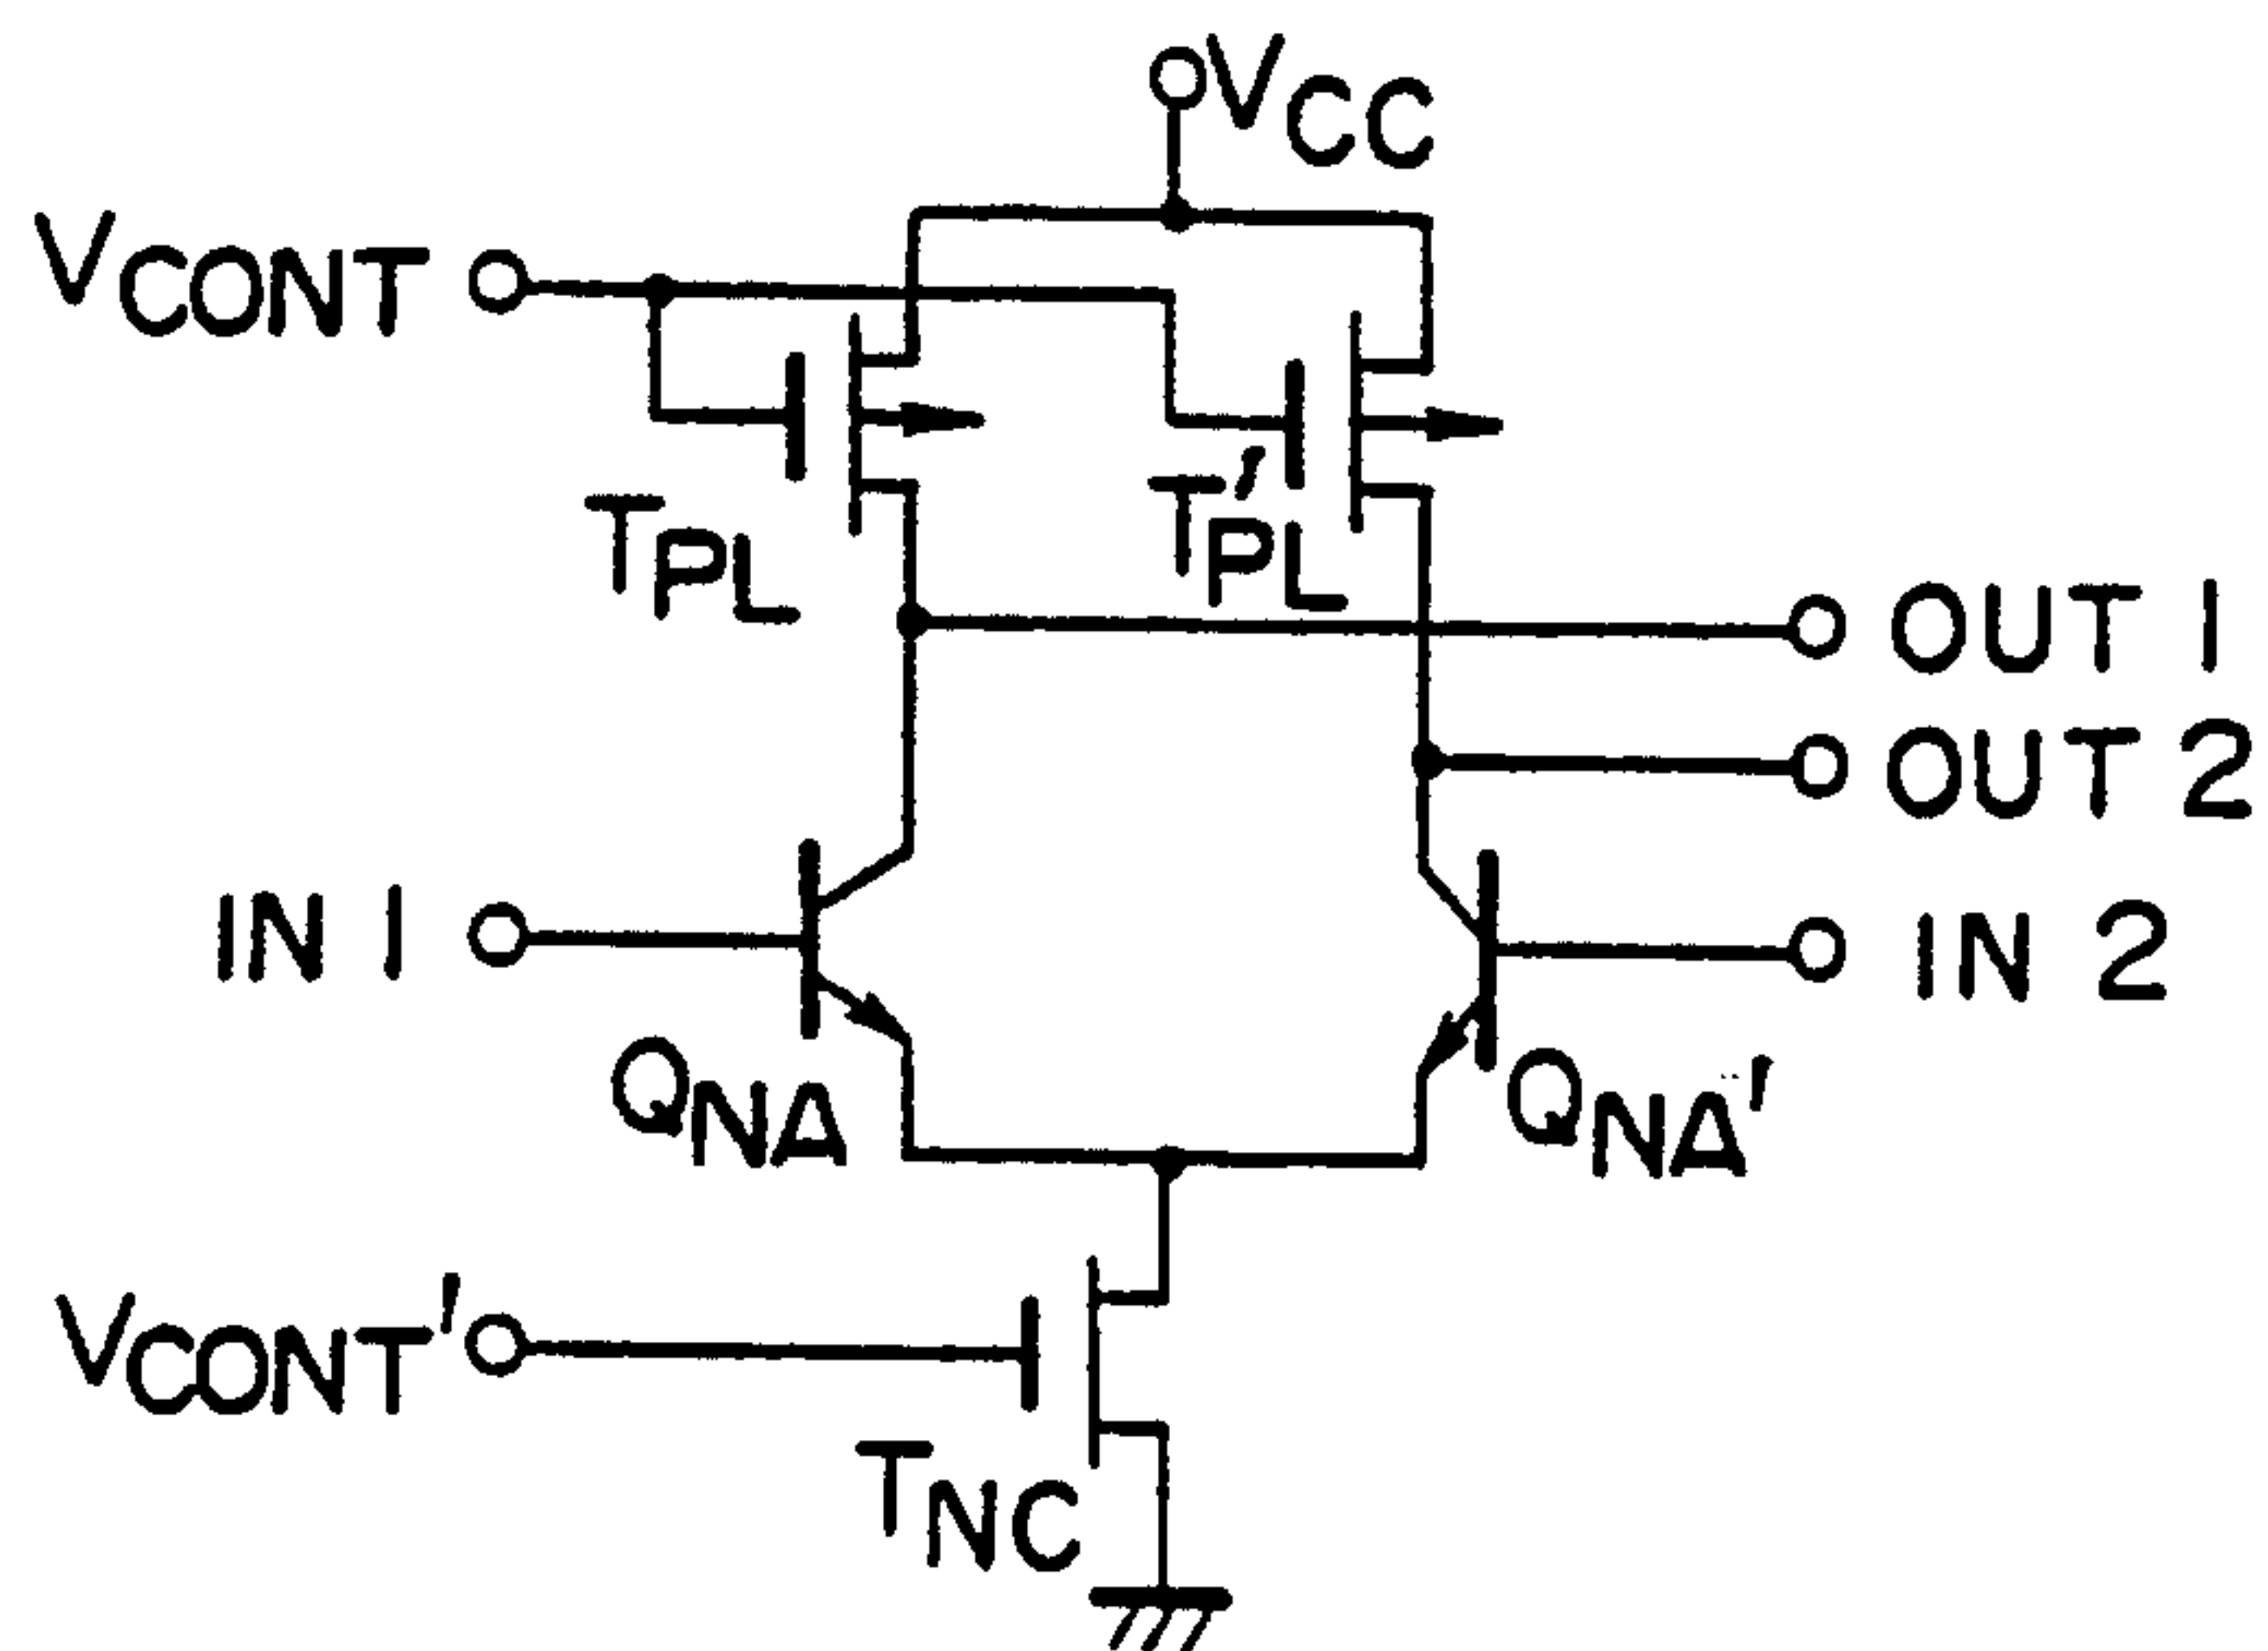 VCC
VCONT
TPL
T'PL
OUT 1
OUT 2
IN 1
IN 2
QNA
QNA'
VCONT'
TNC